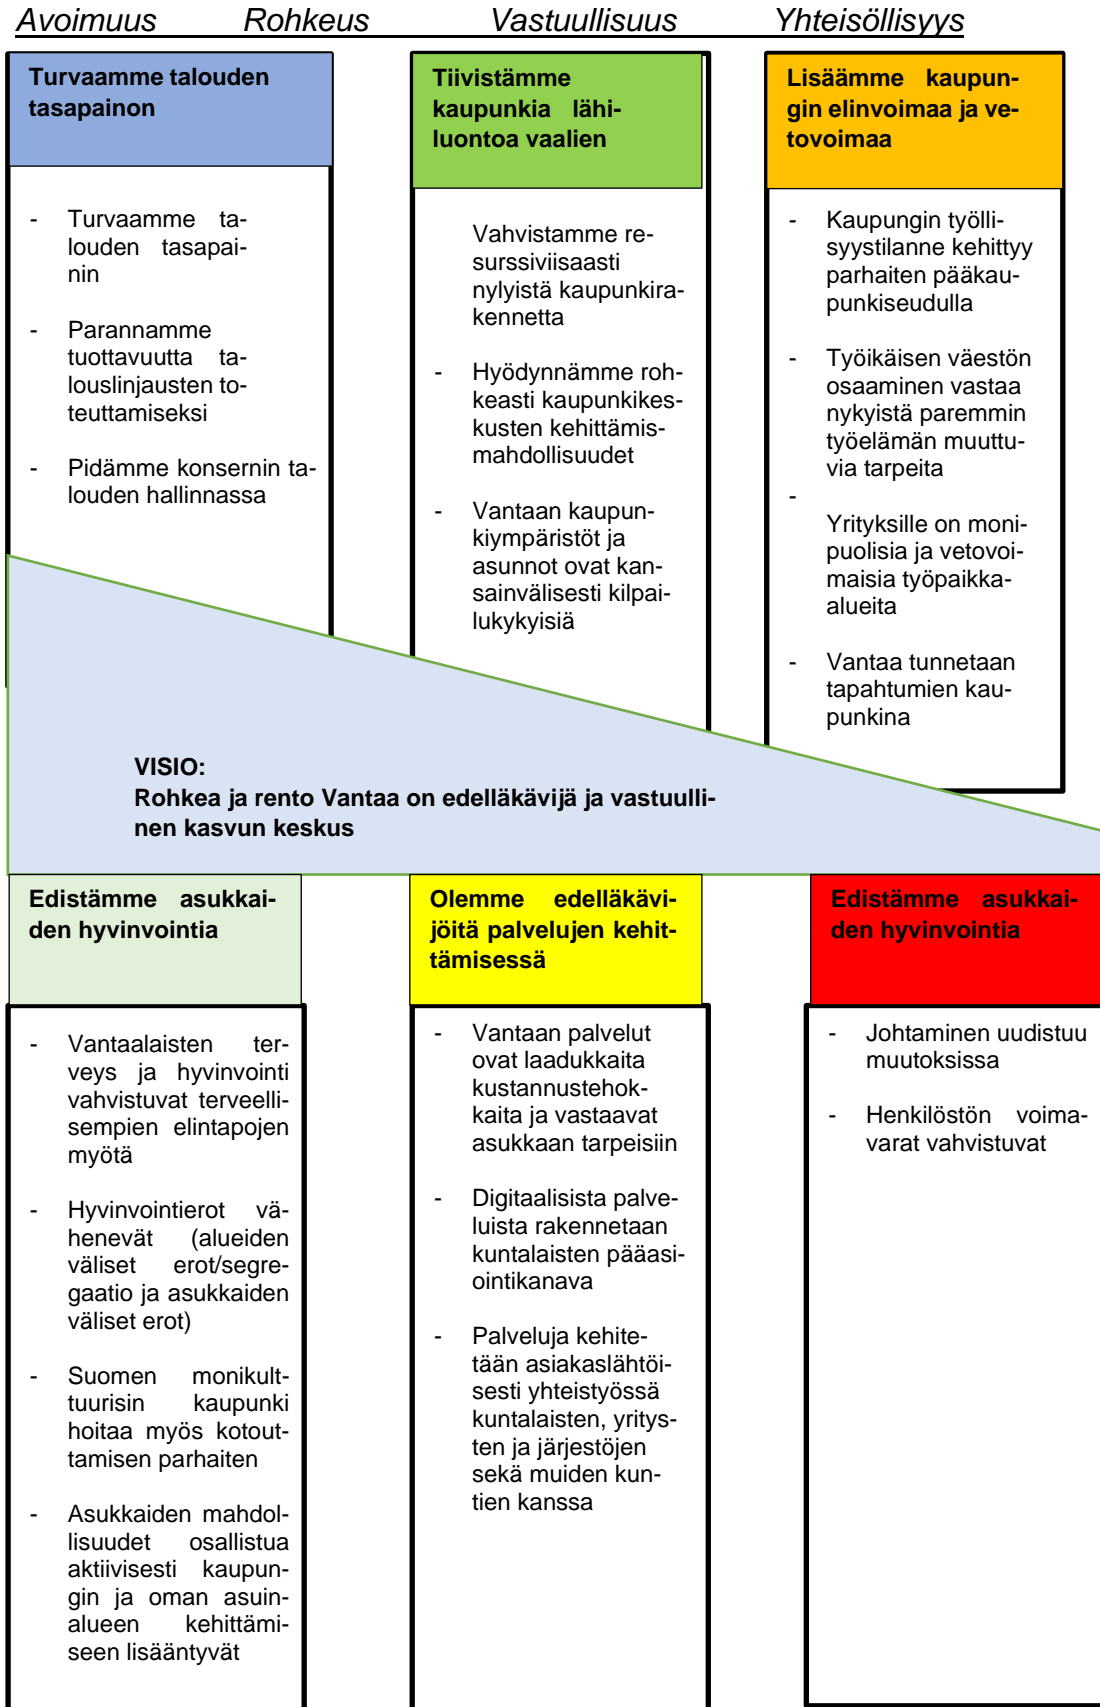 Avoimuus Rohkeus Vastuullisuus Yhteisöllisyys
Turvaamme talouden
tasapainon
- Turvaamme ta-
louden tasapai-
nin
- Parannamme
tuottavuutta ta-
louslinjausten to-
teuttamiseksi
- Pidämme konsernin ta-
louden hallinnassa
Tiivistämme
kaupunkia lähi-
luontoa vaalien
Vahvistamme re-
surssiviisaasti
nylyistä kaupunkira-
kennetta
- Hyödynnämme roh-
keasti kaupunkikes-
kusten kehittämis-
mahdollisuudet
- Vantaan kaupun-
kiympäristöt ja
asunnot ovat kan-
sainvälisesti kilpai-
lukykyisiä
Lisäämme kaupun-
gin elinvoimaa ja ve-
tovoimaa
- Kaupungin työlli-
syystilanne kehittyy
parhaiten pääkau-
punkiseudulla
- Työikäisen väestön
osaaminen vastaa
nykyistä paremmin
työelämän muuttu-
via tarpeita
-
Yrityksille on moni-
puolisia ja vetovoi-
maisia työpaikka-
alueita
- Vantaa tunnetaan
tapahtumien kau-
punkina
VISIO:
Rohkea ja rento Vantaa on edelläkävijä ja vastuulli-
nen kasvun keskus
Edistämme asukkai-
den hyvinvointia
- Vantaalaisten ter-
veys ja hyvinvointi
vahvistuvat terveelli-
sempien elintapojen
myötä
- Hyvinvointierot vä-
henevät (alueiden
väliset erot/segre-
gaatio ja asukkaiden
väliset erot)
- Suomen monikult-
tuurisin kaupunki
hoitaa myös kotout-
tamisen parhaiten
- Asukkaiden mahdol-
lisuudet osallistua
aktiivisesti kaupun-
gin ja oman asuin-
alueen kehittämi-
seen lisääntyvät
Olemme edelläkävi-
jöitä palvelujen kehit-
tämisessä
- Vantaan palvelut
ovat laadukkaita
kustannustehok-
kaita ja vastaavat
asukkaan tarpeisiin
- Digitaalisista palve-
luista rakennetaan
kuntalaisten pääasi-
ointikanava
- Palveluja kehite-
tään asiakaslähtöi-
sesti yhteistyössä
kuntalaisten, yritys-
ten ja järjestöjen
sekä muiden kun-
tien kanssa
Edistämme asukkai-
den hyvinvointia
- Johtaminen uudistuu
muutoksissa
- Henkilöstön voima-
varat vahvistuvat